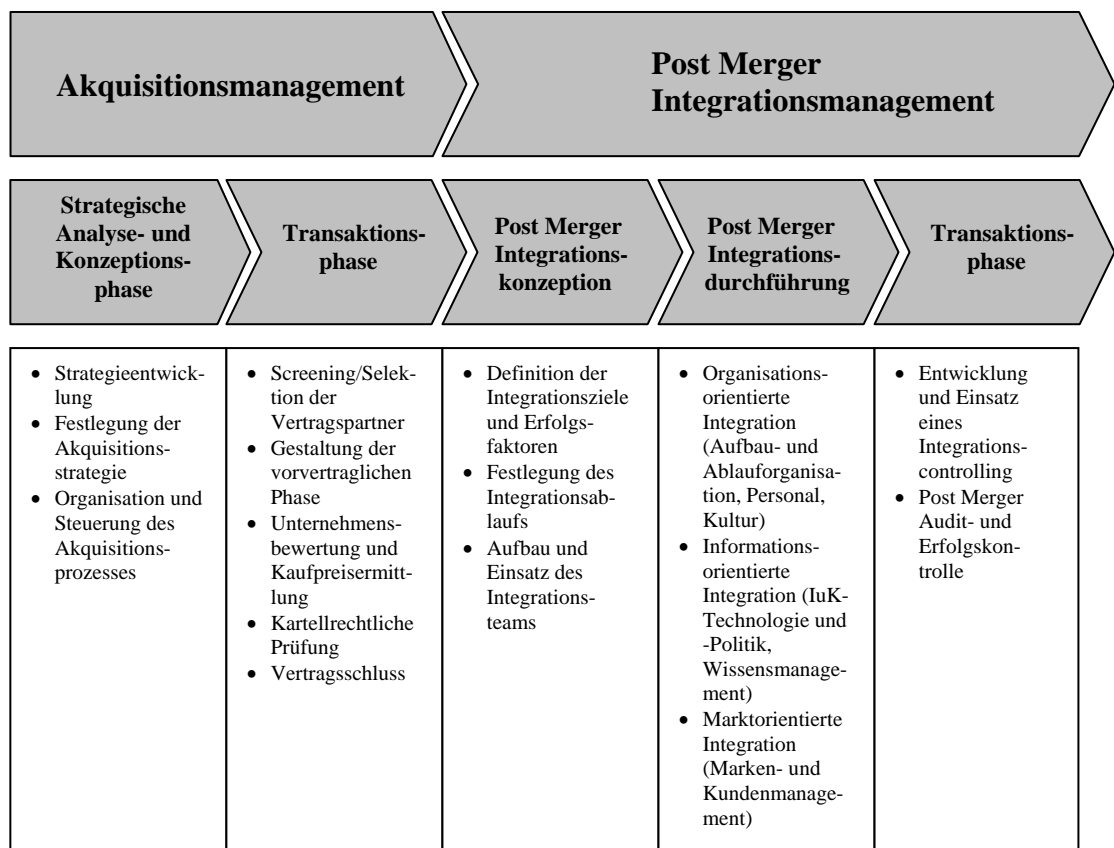 Akquisitionsmanagement
Post Merger
Integrationsmanagement
Strategische
Analyse- und
Konzeptions-
phase
Transaktions-
phase
Post Merger
Integrations-
konzeption
Post Merger
Integrations-
durchführung
Transaktions-
phase
• Strategieentwick-
lung
• Festlegung der
Akquisitions-
strategie
• Organisation und
Steuerung des
Akquisitions-
prozesses
• Screening/Selek-
tion der
Vertragspartner
• Gestaltung der
vorvertraglichen
Phase
• Unternehmens-
bewertung und
Kaufpreisermitt-
lung
• Kartellrechtliche
Prüfung
• Vertragsschluss
• Definition der
Integrationsziele
und Erfolgs-
faktoren
• Festlegung des
Integrationsab-
laufs
• Aufbau und
Einsatz des
Integrations-
teams
• Organisations-
orientierte
Integration
(Aufbau- und
Ablauforganisa-
tion, Personal,
Kultur)
• Informations-
orientierte
Integration (IuK-
Technologie und
-Politik,
Wissensmanage-
ment)
• Marktorientierte
Integration
(Marken- und
Kundenmanage-
ment)
• Entwicklung
und Einsatz
eines
Integrations-
controlling
• Post Merger
Audit- und
Erfolgskon-
trolle